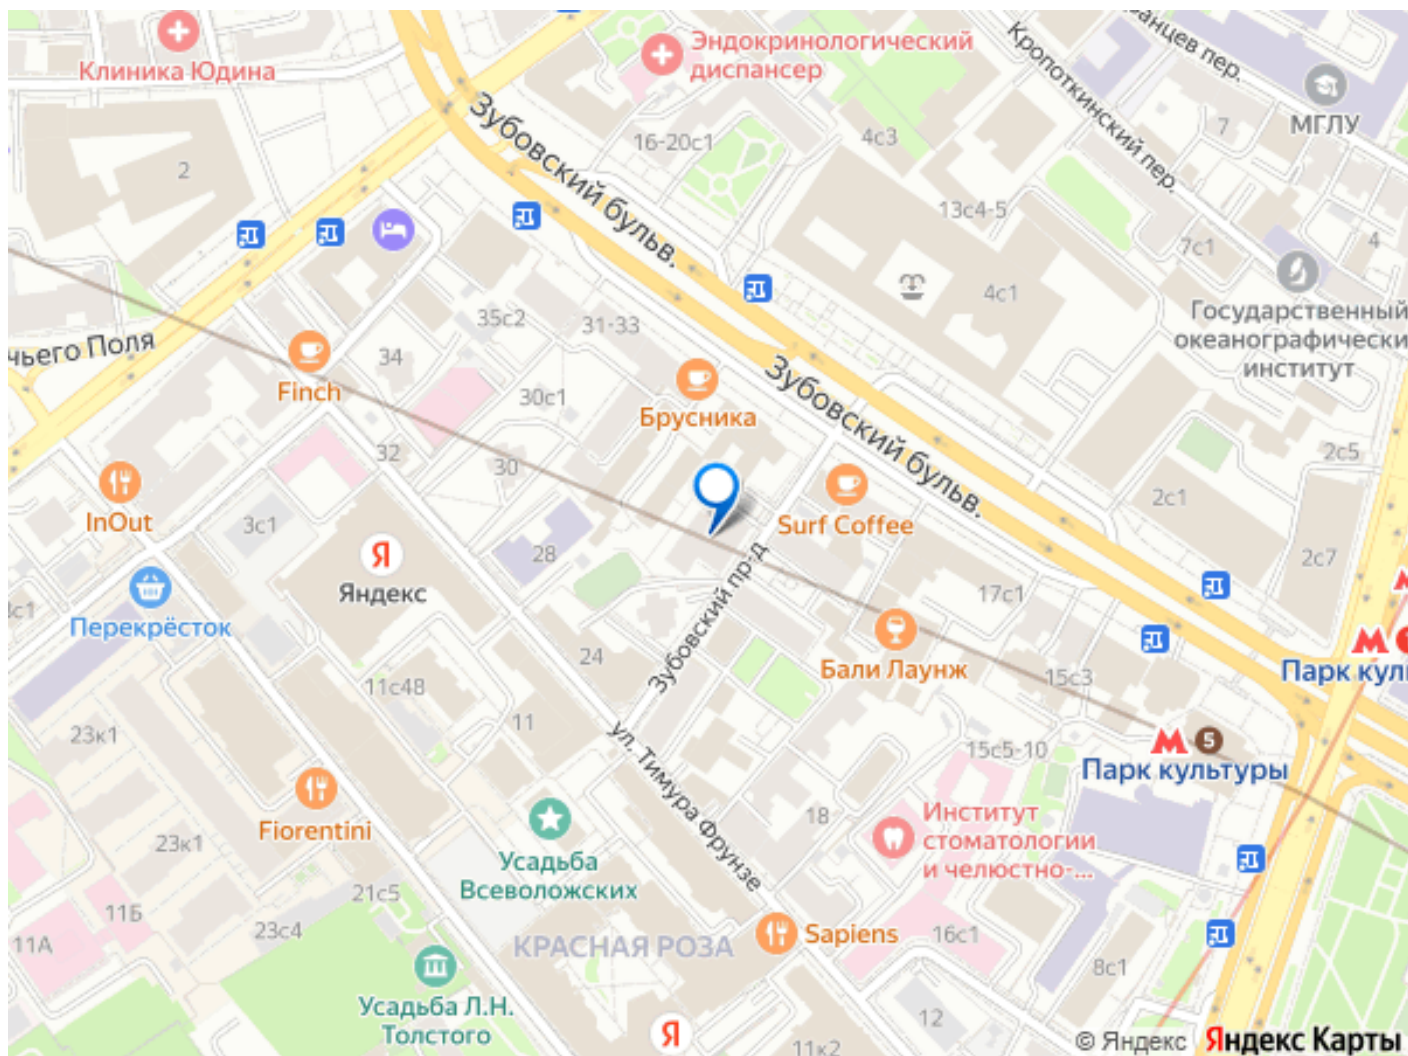 Клиника Юдина
Эндокринологический
диспансер
Зубовский бульв.
16-20с1
4с3
Кропоткинский пер.
7
МГЛУ
2
13с4-5
7с1
4
4с1
Государственный
океанографически
институт
35с2
31-33
чьего Поля
34
Finch
30с1
Брусника
Зубовский бульв.
32
30
2с5
2с1
InOut
3с1
Surf Coffee
28
Яндекс
2с7
17с1
Перекрёсток
Зубовский пр-д
24
Бали Лаунж
15с3
11с48
11
Парк культуры
5
23к1
ул. Тимура Фрунзе
15с5-10
Fiorentini
23к1
18
Институт
стоматологии
и челюстно-...
Усадьба
Всеволожских
21с5
11Б
11А
23с4
КРАСНАЯ РОЗА
Sapiens
16с1
8с1
Усадьба Л.Н.
Толстого
12
11к2
© Яндекс Яндекс Карты